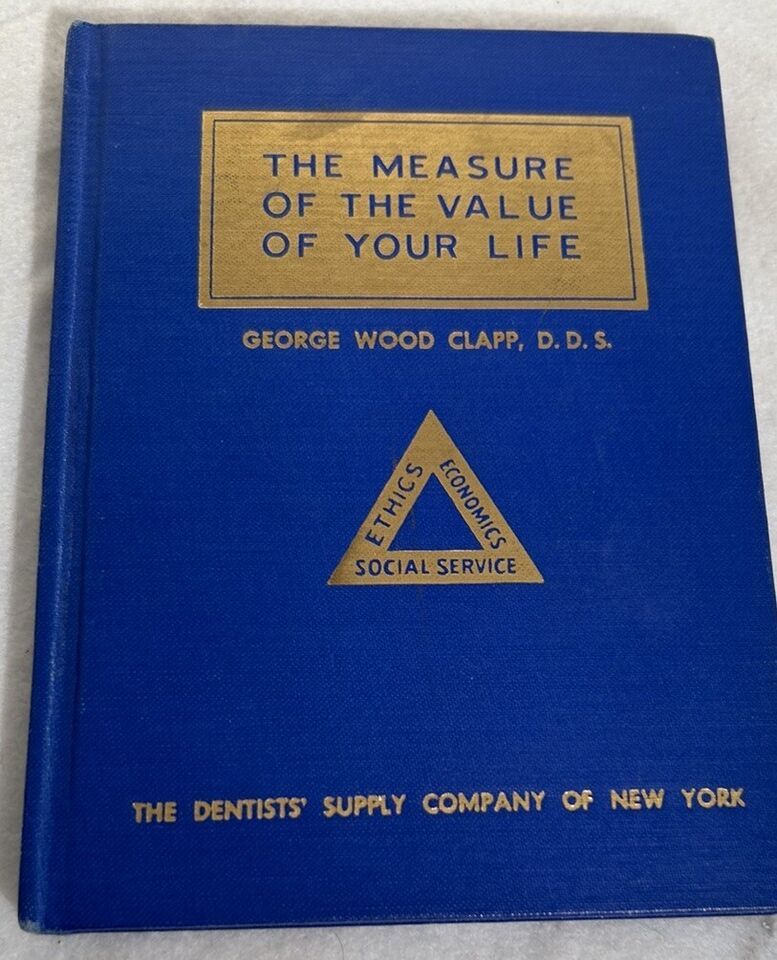 THE MEASURE
OF THE VALUE
OF YOUR LIFE
GEORGE WOOD CLAPP, D.D.S.
ETHICS
ECONOMICS
SOCIAL SERVICE
THE DENTISTS' SUPPLY COMPANY OF NEW YORK